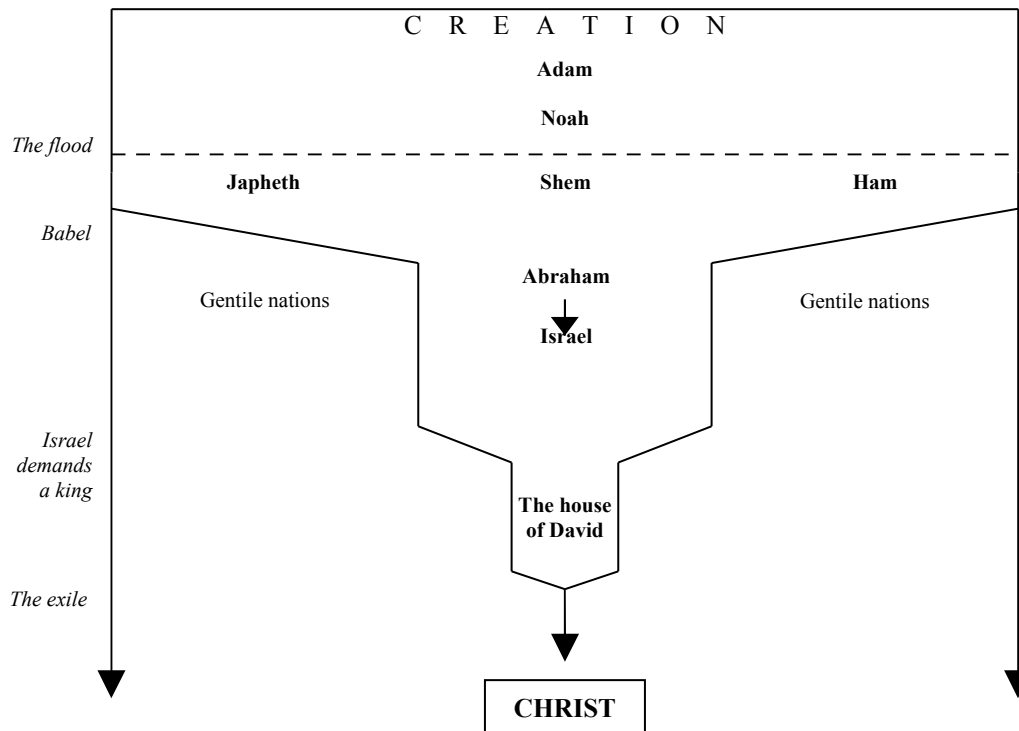 C R E A T I O N
Adam
Noah
The flood
Japheth Shem Ham
Babel
Abraham
Gentile nations Gentile nations
Israel
Israel
demands
a king
The house
of David
The exile
CHRIST